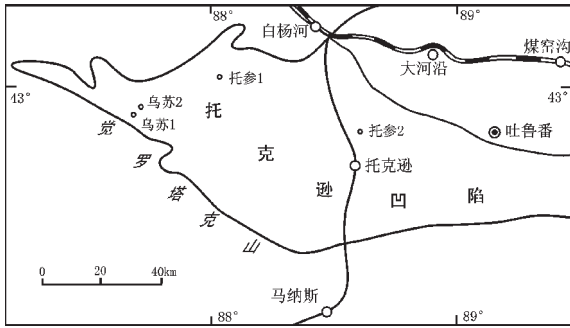 88°
89°
白杨河
煤窑沟
大河沿
托参1
43°
43°
乌苏2
乌苏1
托
托参2
吐鲁番
觉
罗
克
托克逊
塔
逊
凹
陷
克
山
0
20
40km
马纳斯
88°
89°